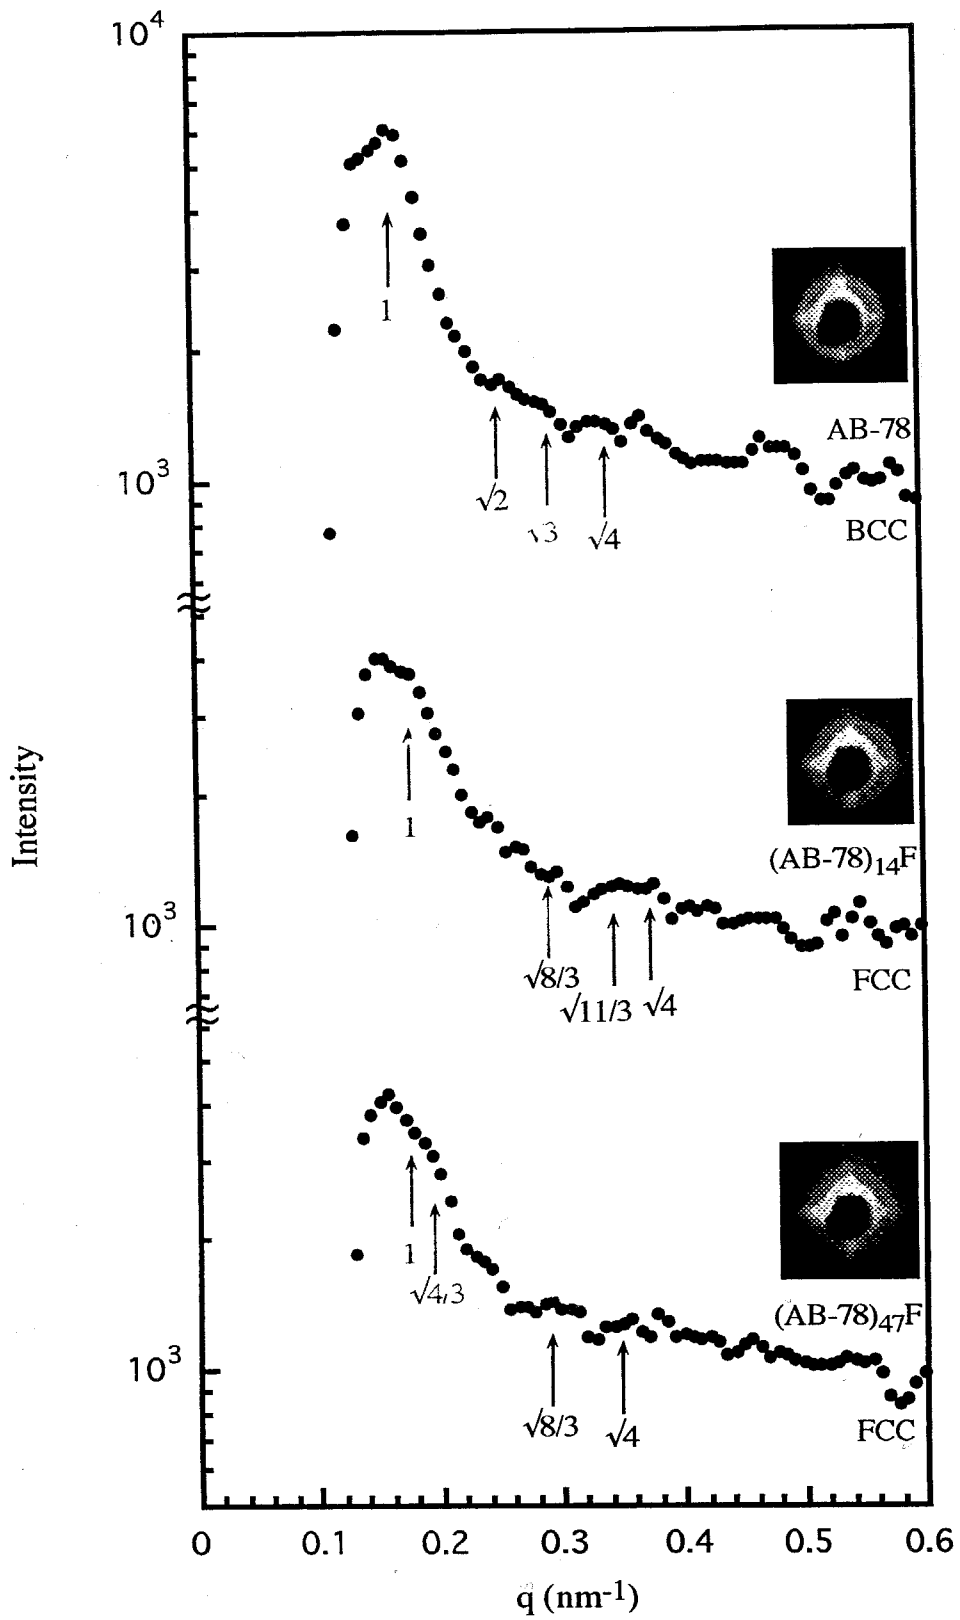 10⁴
1
AB-78
√2
√3
√4
10³
BCC
1
(AB-78)₁₄F
10³
√8/3
√11/3
√4
FCC
Intensity
1
√4/3
(AB-78)₄₇F
10³
√8/3
√4
FCC
0 0.1 0.2 0.3 0.4 0.5 0.6
q (nm⁻¹)